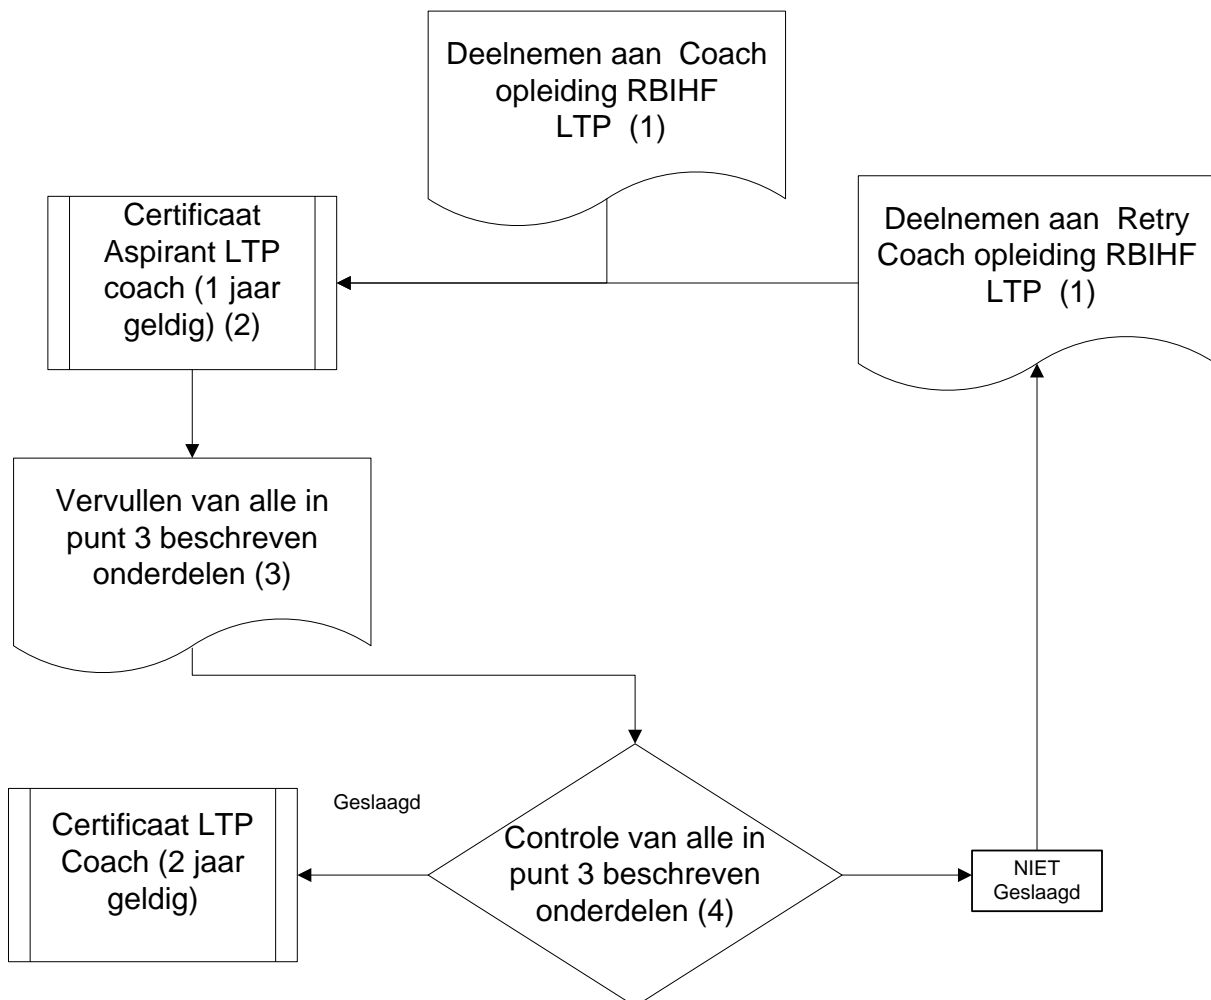 Deelnemen aan  Coach
opleiding RBIHF
LTP  (1)
Certificaat
Aspirant LTP
coach (1 jaar
geldig) (2)
Deelnemen aan  Retry
Coach opleiding RBIHF
LTP  (1)
Vervullen van alle in
punt 3 beschreven
onderdelen (3)
Geslaagd
Certificaat LTP
Coach (2 jaar
geldig)
Controle van alle in
punt 3 beschreven
onderdelen (4)
NIET
Geslaagd